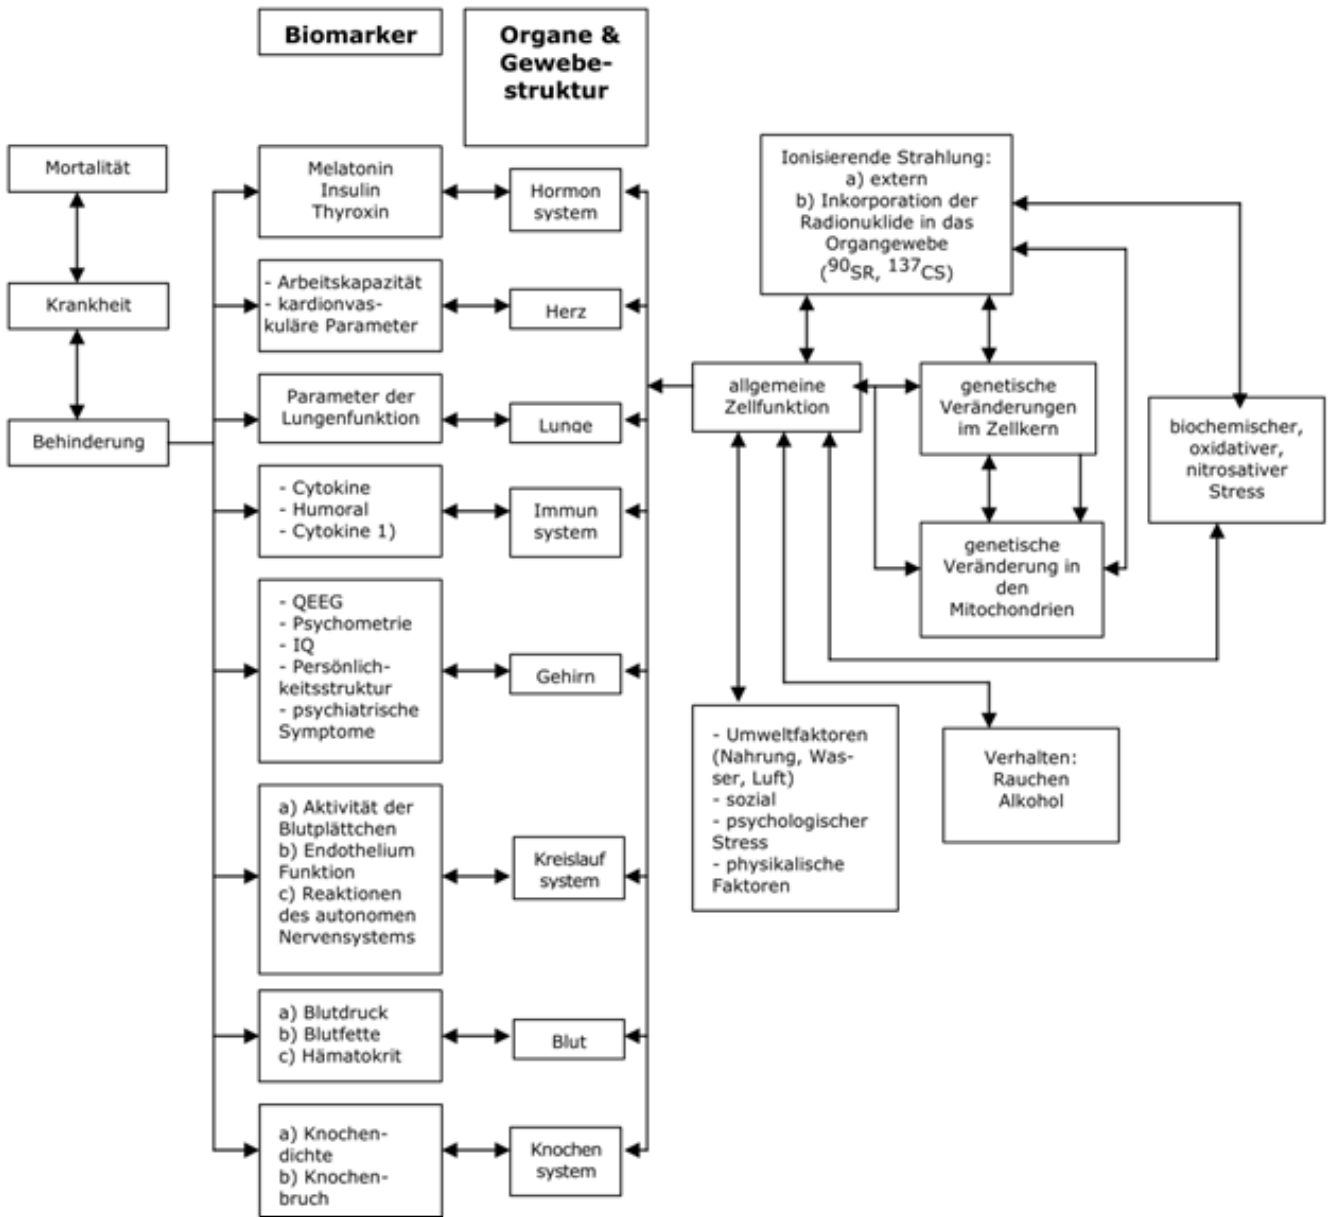 Biomarker
Organe &
Gewebe-
struktur
Mortalität
Krankheit
Behinderung
Melatonin
Insulin
Thyroxin
Hormon
system
- Arbeitskapazität
- kardionvas-
kuläre Parameter
Herz
Parameter der
Lungenfunktion
Lunge
- Cytokine
- Humoral
- Cytokine 1)
Immun
system
- QEEG
- Psychometrie
- IQ
- Persönlich-
keitsstruktur
- psychiatrische
Symptome
Gehirn
a) Aktivität der
Blutplättchen
b) Endothelium
Funktion
c) Reaktionen
des autonomen
Nervensystems
Kreislauf
system
a) Blutdruck
b) Blutfette
c) Hämatokrit
Blut
a) Knochen-
dichte
b) Knochen-
bruch
Knochen
system
Ionisierende Strahlung:
a) extern
b) Inkorporation der
Radionuklide in das
Organgewebe
(90SR, 137CS)
allgemeine
Zellfunktion
genetische
Veränderungen
im Zellkern
genetische
Veränderung in
den
Mitochondrien
biochemischer,
oxidativer,
nitrosativer
Stress
- Umweltfaktoren
(Nahrung, Was-
ser, Luft)
- sozial
- psychologischer
Stress
- physikalische
Faktoren
Verhalten:
Rauchen
Alkohol